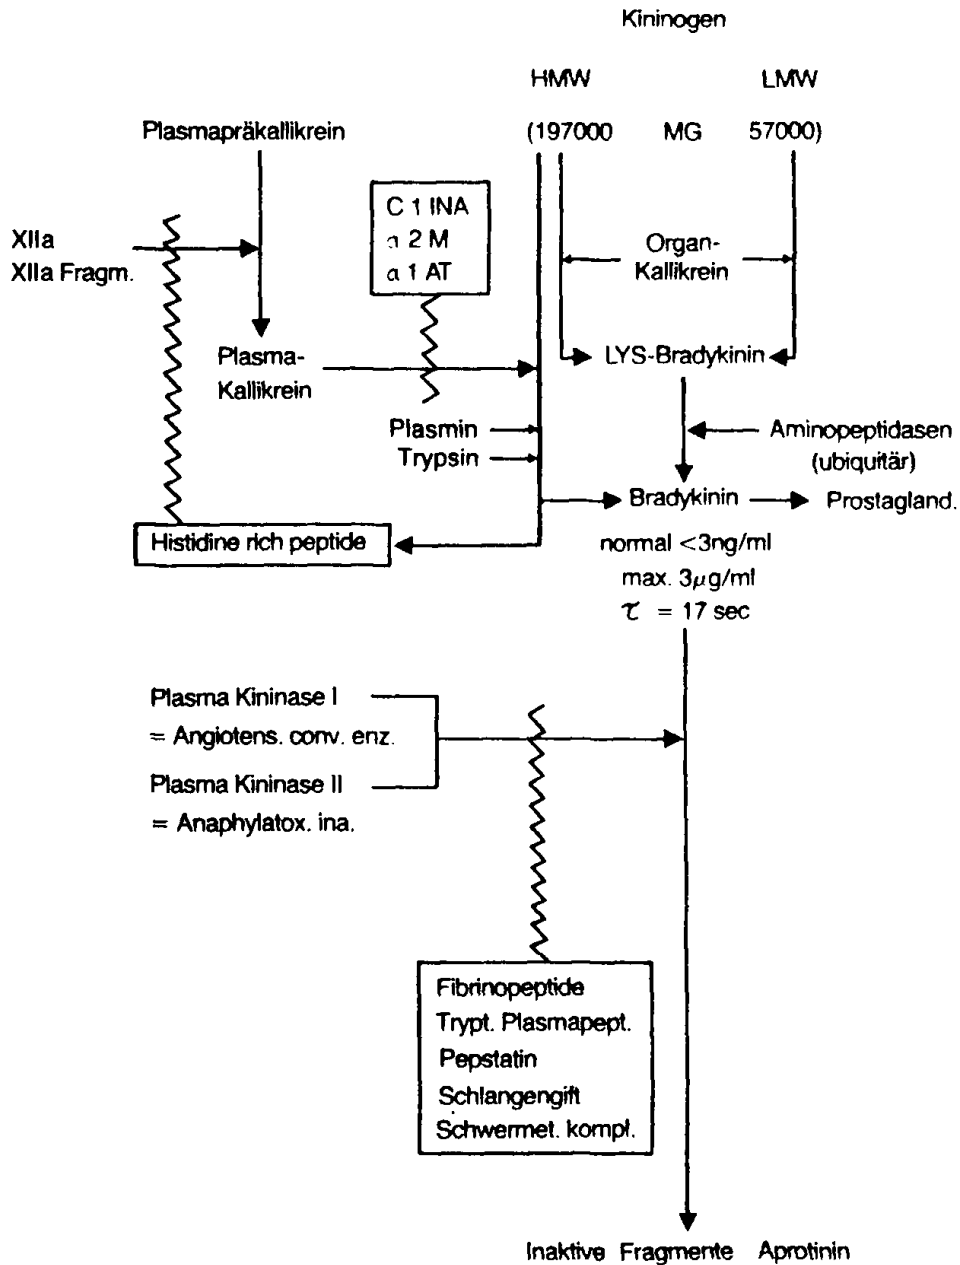 Kininogen
HMW LMW
Plasmapräkallikrein (197000 MG 57000)
C 1 INA
α 2 M
α 1 AT
XIIa
XIIa Fragm.
Organ-
Kallikrein
Plasma-
Kallikrein
LYS-Bradykinin
Plasmin
Trypsin
Aminopeptidasen
(ubiquitär)
Bradykinin
Prostagland.
Histidine rich peptide
normal <3ng/ml
max. 3μg/ml
τ = 17 sec
Plasma Kininase I
= Angiotens. conv. enz.
Plasma Kininase II
= Anaphylatox. ina.
Fibrinopeptide
Trypt. Plasmapept.
Pepstatin
Schlangengift
Schwermet. kompl.
Inaktive Fragmente Aprotinin